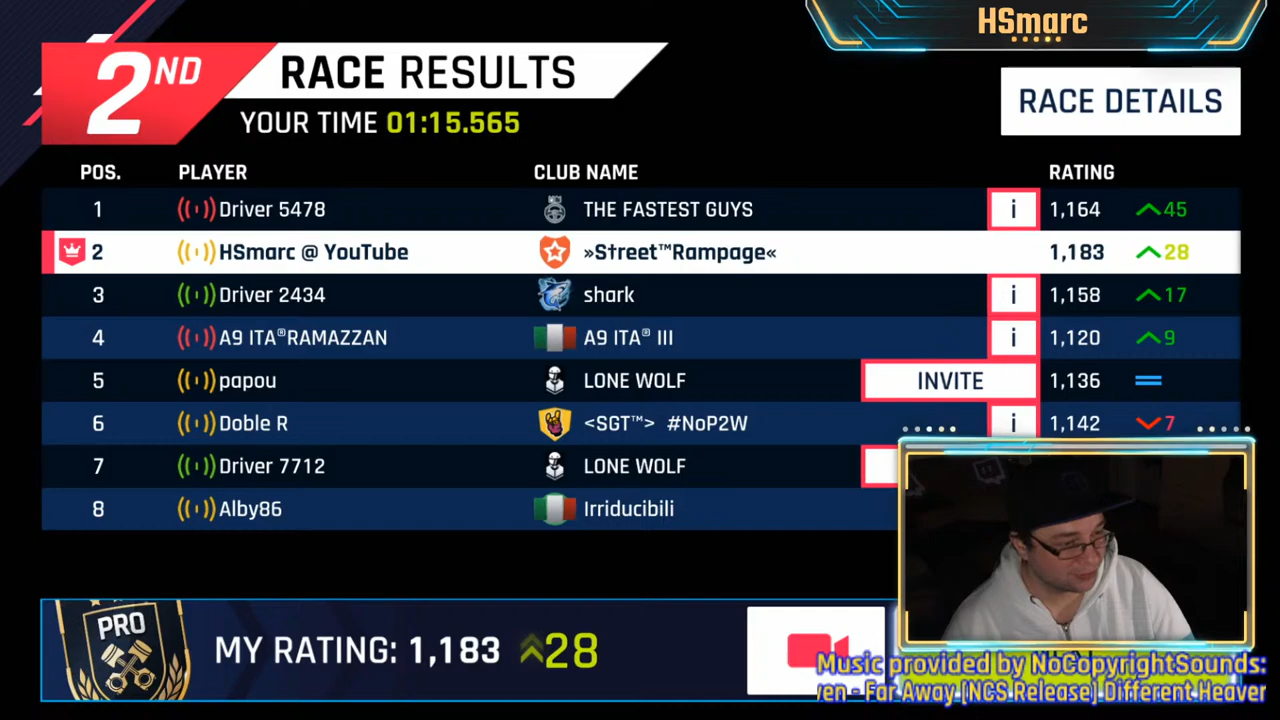 HSmarc
2ND
RACE RESULTS
YOUR TIME 01:15.565
RACE DETAILS
POS. PLAYER CLUB NAME RATING
1 Driver 5478 THE FASTEST GUYS i 1,164 45
2 HSmarc @ YouTube »Street™Rampage« 1,183 28
3 Driver 2434 shark i 1,158 17
4 A9 ITA®RAMAZZAN A9 ITA® III i 1,120 9
5 papou LONE WOLF INVITE 1,136
6 Doble R <SGT™> #NoP2W i 1,142 7
7 Driver 7712 LONE WOLF
8 Alby86 Irriducibili
PRO
MY RATING: 1,183 28
Music provided by NoCopyrightSounds:
ven - Far Away [NCS Release] Different Heaven